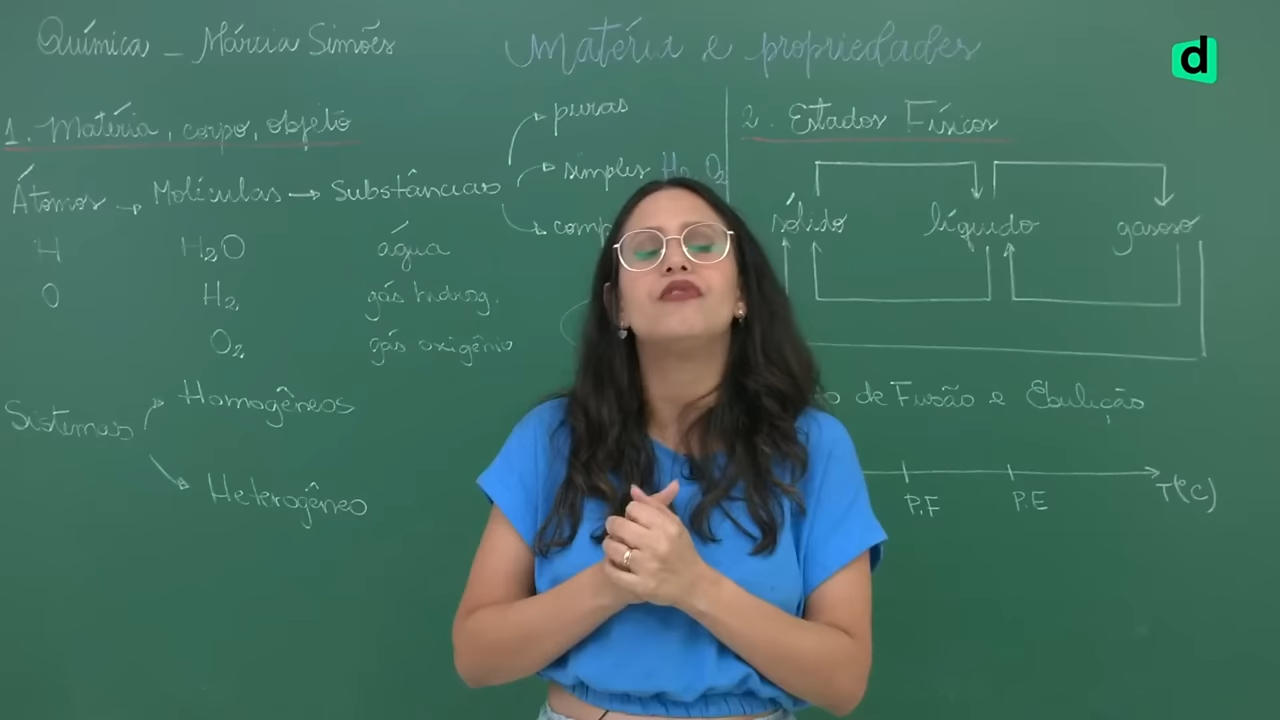 Química - Márcia Simões
Matéria e propriedades
d
1. Matéria, corpo, objeto
Átomos → Moléculas → Substâncias
puras
simples H2 O2
comp
H H2O água
O H2 gás hidrog.
O2 gás oxigênio
Sistemas
Homogêneos
Heterogêneo
2. Estados Físicos
sólido líquido gasoso
de Fusão e Ebulição
P.F P.E T(°C)